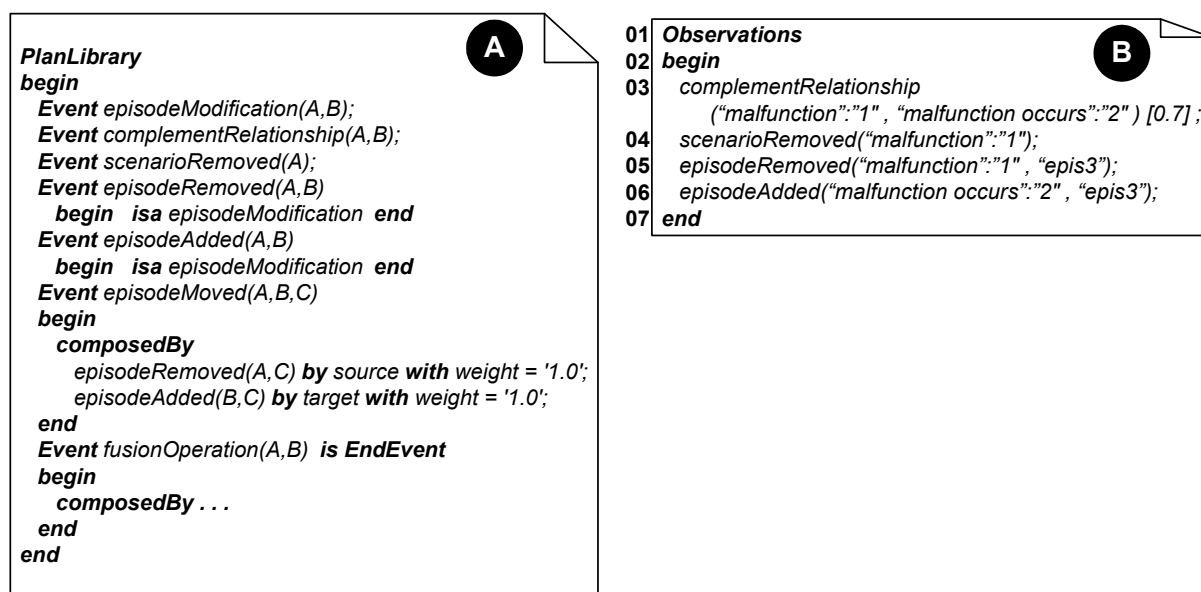 A
PlanLibrary
begin
Event episodeModification(A,B);
Event complementRelationship(A,B);
Event scenarioRemoved(A);
Event episodeRemoved(A,B)
begin isa episodeModification end
Event episodeAdded(A,B)
begin isa episodeModification end
Event episodeMoved(A,B,C)
begin
composedBy
episodeRemoved(A,C) by source with weight = '1.0';
episodeAdded(B,C) by target with weight = '1.0';
end
Event fusionOperation(A,B) is EndEvent
begin
composedBy . . .
end
end
B
01 Observations
02 begin
03 complementRelationship
(“malfunction”:”1" , “malfunction occurs”:”2" ) [0.7] ;
04 scenarioRemoved(“malfunction”:”1");
05 episodeRemoved(“malfunction”:”1" , “epis3”);
06 episodeAdded(“malfunction occurs”:”2" , “epis3”);
07 end